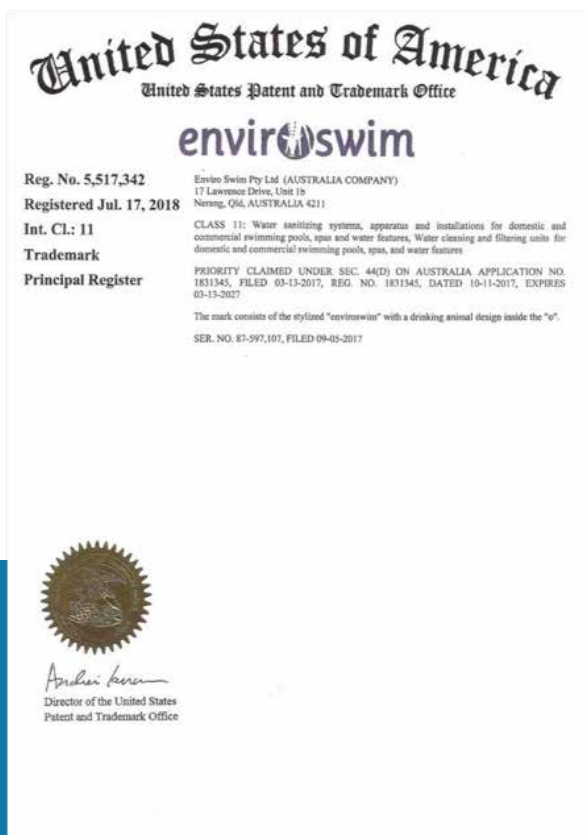 United States of America
United States Patent and Trademark Office
enviroswim
Reg. No. 5,517,342
Registered Jul. 17, 2018
Int. Cl.: 11
Trademark
Principal Register
Enviro Swim Pty Ltd (AUSTRALIA COMPANY)
17 Lawrence Drive, Unit 1b
Nerang, Qld, AUSTRALIA 4211
CLASS 11: Water sanitizing systems, apparatus and installations for domestic and
commercial swimming pools, spas and water features, Water cleaning and filtering units for
domestic and commercial swimming pools, spas, and water features
PRIORITY CLAIMED UNDER SEC. 44(D) ON AUSTRALIA APPLICATION NO.
1831345, FILED 03-13-2017, REG. NO. 1831345, DATED 10-11-2017, EXPIRES
03-13-2027
The mark consists of the stylized "enviroswim" with a drinking animal design inside the "o".
SER. NO. 87-597,107, FILED 09-05-2017
Director of the United States
Patent and Trademark Office